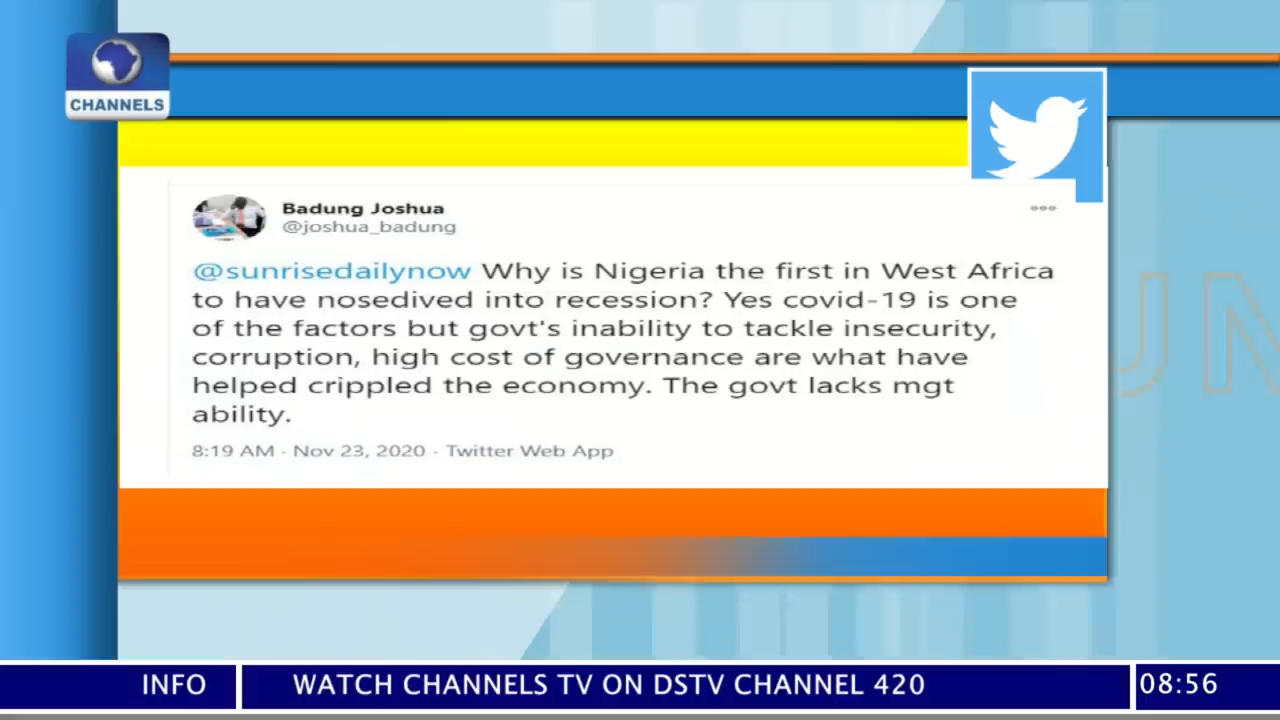 CHANNELS
Badung Joshua
@joshua_badung
@sunrisedailynow Why is Nigeria the first in West Africa
to have nosedived into recession? Yes covid-19 is one
of the factors but govt's inability to tackle insecurity,
corruption, high cost of governance are what have
helped crippled the economy. The govt lacks mgt
ability.
8:19 AM · Nov 23, 2020 · Twitter Web App
UN
INFO
WATCH CHANNELS TV ON DSTV CHANNEL 420
08:56